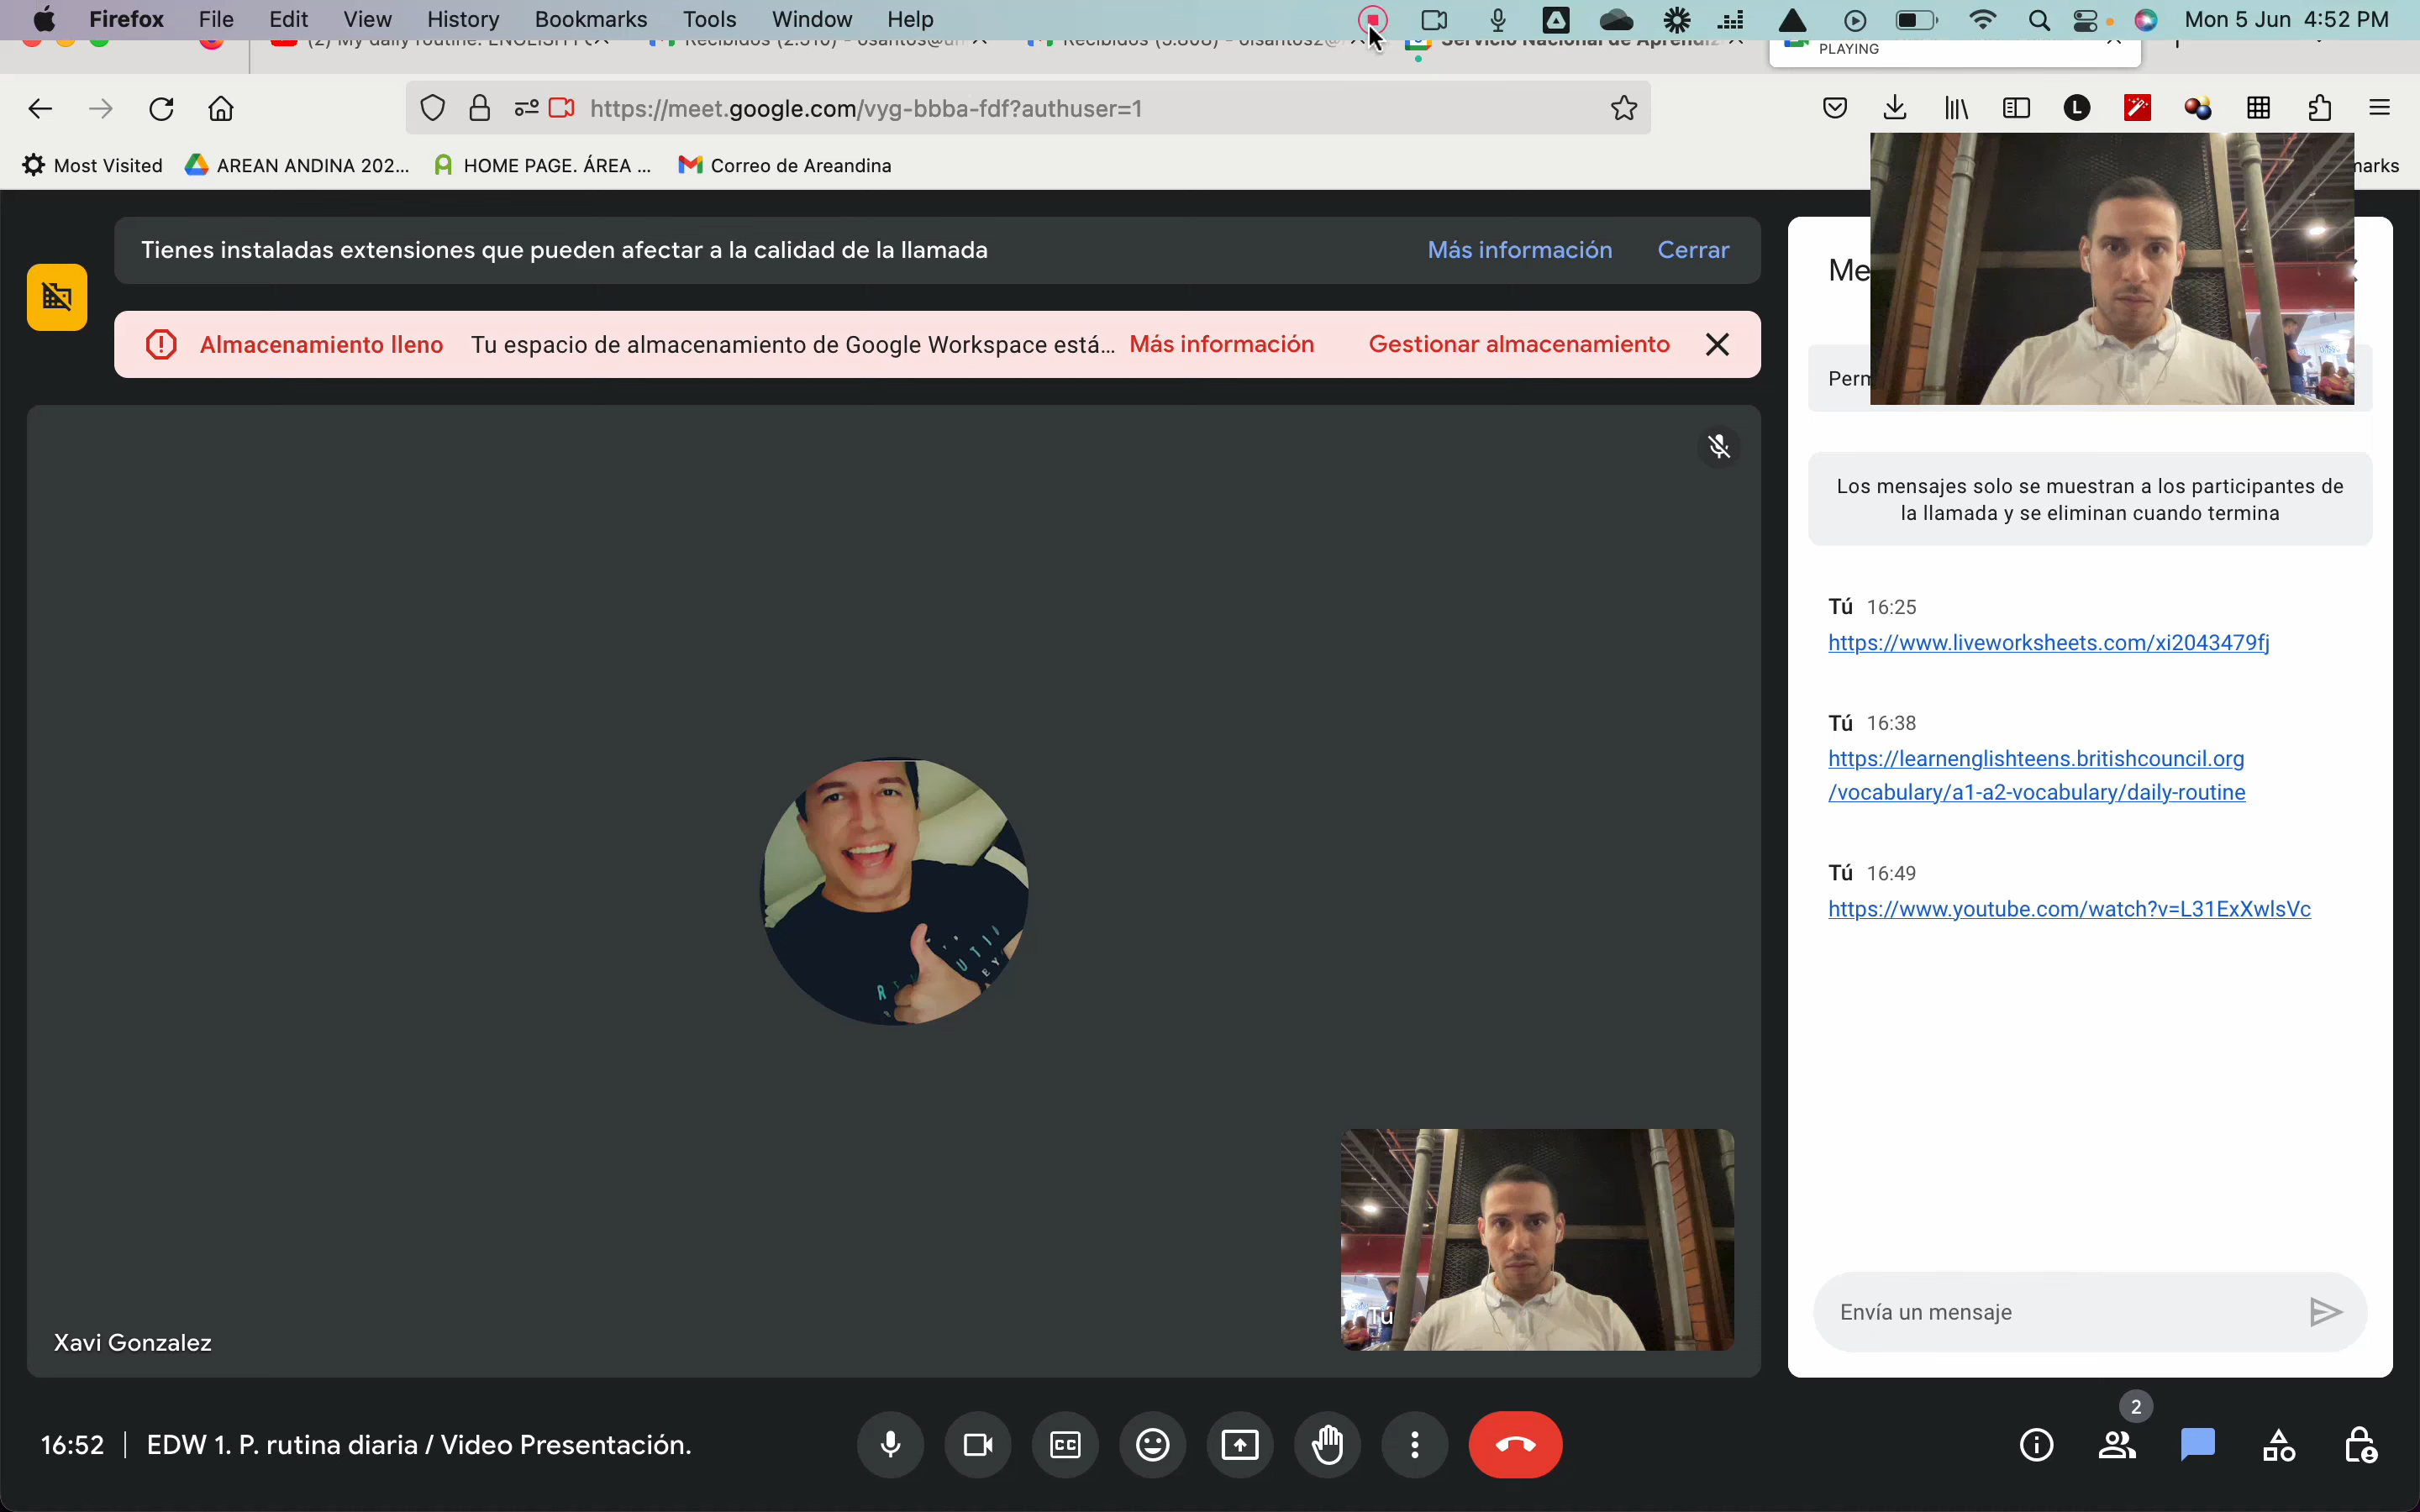 Firefox File Edit View History Bookmarks Tools Window Help Mon 5 Jun 4:52 PM
PLAYING
https://meet.google.com/vyg-bbba-fdf?authuser=1
Most Visited AREAN ANDINA 202... HOME PAGE. ÁREA ... Correo de Areandina marks
Tienes instaladas extensiones que pueden afectar a la calidad de la llamada Más información Cerrar
Almacenamiento lleno Tu espacio de almacenamiento de Google Workspace está... Más información Gestionar almacenamiento
Me
Perm
Los mensajes solo se muestran a los participantes de
la llamada y se eliminan cuando termina
Tú 16:25
https://www.liveworksheets.com/xi2043479fj
Tú 16:38
https://learnenglishteens.britishcouncil.org
/vocabulary/a1-a2-vocabulary/daily-routine
Tú 16:49
https://www.youtube.com/watch?v=L31ExXwlsVc
Tú
Xavi Gonzalez
Envía un mensaje
2
16:52 | EDW 1. P. rutina diaria / Video Presentación.